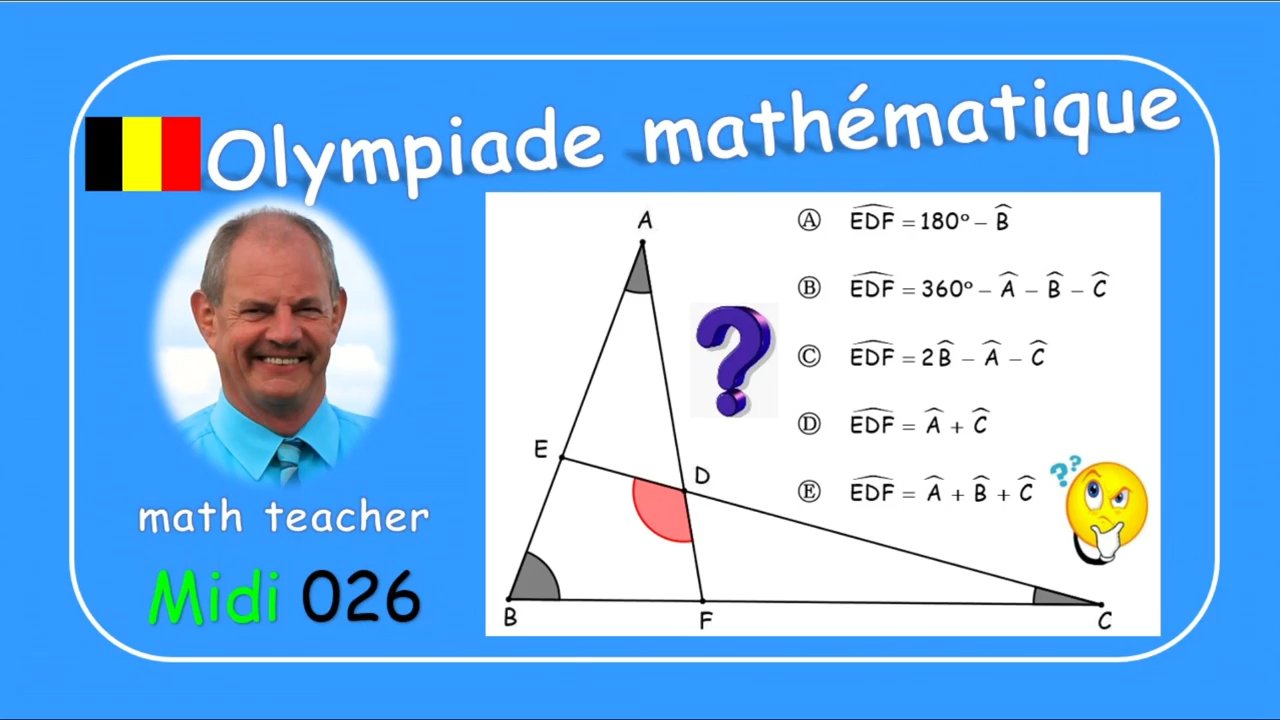 Olympiade mathématique
math teacher
Midi 026
A
E
D
B
F
C
Ⓐ EDF = 180° – B̂
Ⓑ EDF = 360° – Â – B̂ – Ĉ
Ⓒ EDF = 2B̂ – Â – Ĉ
Ⓓ EDF = Â + Ĉ
Ⓔ EDF = Â + B̂ + Ĉ
?
??